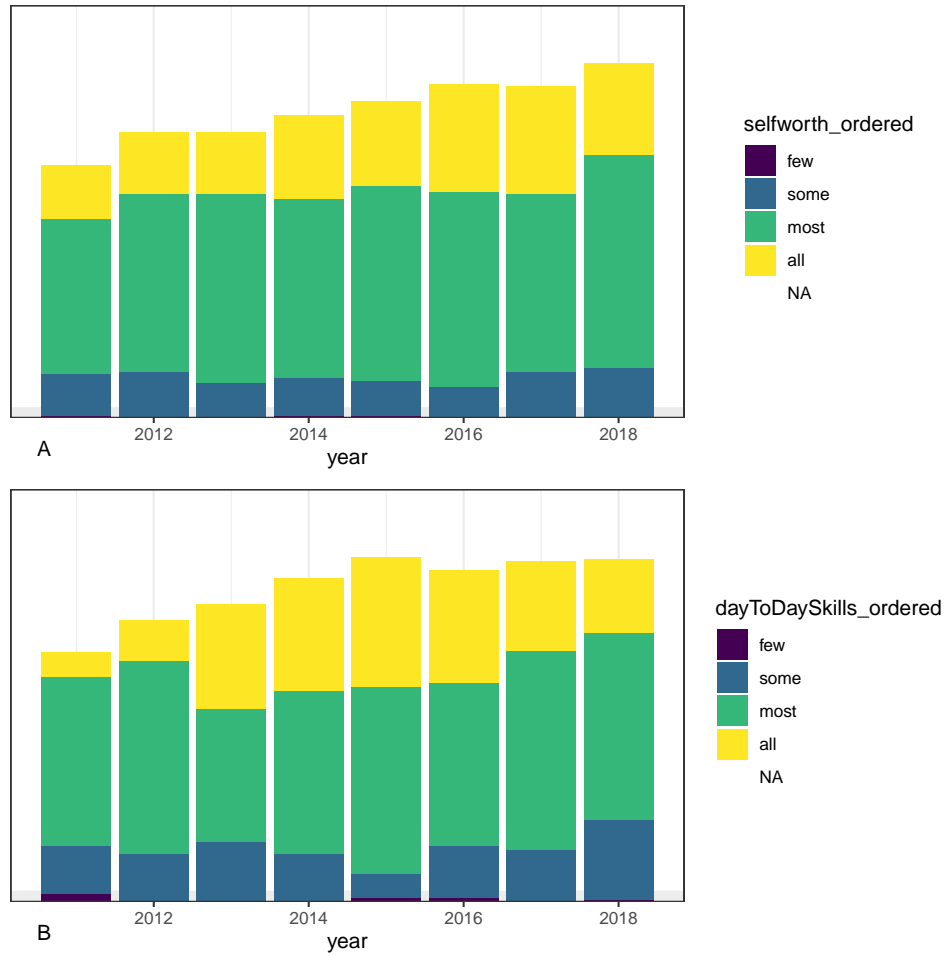 selfworth_ordered
few
some
most
all
NA
2012 2014 2016 2018
year
A
dayToDaySkills_ordered
few
some
most
all
NA
2012 2014 2016 2018
year
B